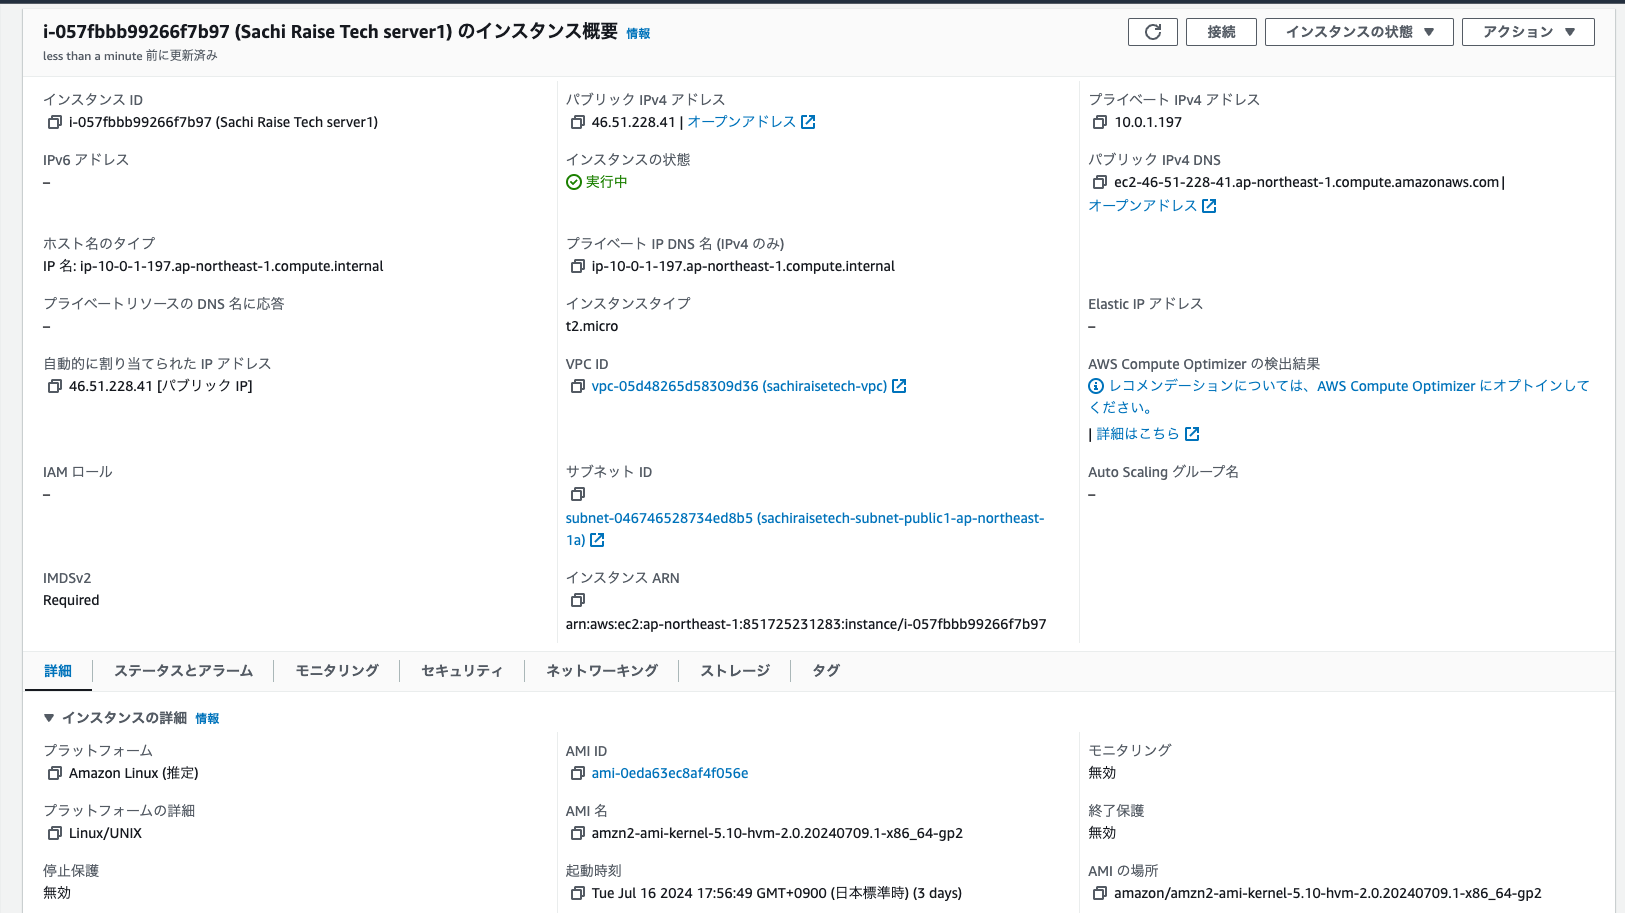 i-057fbbb99266f7b97 (Sachi Raise Tech server1) のインスタンス概要 情報
less than a minute 前に更新済み
接続
インスタンスの状態
アクション
インスタンス ID
i-057fbbb99266f7b97 (Sachi Raise Tech server1)
パブリック IPv4 アドレス
46.51.228.41 | オープンアドレス
プライベート IPv4 アドレス
10.0.1.197
IPv6 アドレス
–
インスタンスの状態
実行中
パブリック IPv4 DNS
ec2-46-51-228-41.ap-northeast-1.compute.amazonaws.com |
オープンアドレス
ホスト名のタイプ
IP 名: ip-10-0-1-197.ap-northeast-1.compute.internal
プライベート IP DNS 名 (IPv4 のみ)
ip-10-0-1-197.ap-northeast-1.compute.internal
プライベートリソースの DNS 名に応答
–
インスタンスタイプ
t2.micro
Elastic IP アドレス
–
自動的に割り当てられた IP アドレス
46.51.228.41 [パブリック IP]
VPC ID
vpc-05d48265d58309d36 (sachiraisetech-vpc)
AWS Compute Optimizer の検出結果
レコメンデーションについては、AWS Compute Optimizer にオプトインして
ください。
| 詳細はこちら
IAM ロール
–
サブネット ID
subnet-046746528734ed8b5 (sachiraisetech-subnet-public1-ap-northeast-
1a)
Auto Scaling グループ名
–
IMDSv2
Required
インスタンス ARN
arn:aws:ec2:ap-northeast-1:851725231283:instance/i-057fbbb99266f7b97
詳細
ステータスとアラーム
モニタリング
セキュリティ
ネットワーキング
ストレージ
タグ
インスタンスの詳細 情報
プラットフォーム
Amazon Linux (推定)
AMI ID
ami-0eda63ec8af4f056e
モニタリング
無効
プラットフォームの詳細
Linux/UNIX
AMI 名
amzn2-ami-kernel-5.10-hvm-2.0.20240709.1-x86_64-gp2
終了保護
無効
停止保護
無効
起動時刻
Tue Jul 16 2024 17:56:49 GMT+0900 (日本標準時) (3 days)
AMI の場所
amazon/amzn2-ami-kernel-5.10-hvm-2.0.20240709.1-x86_64-gp2